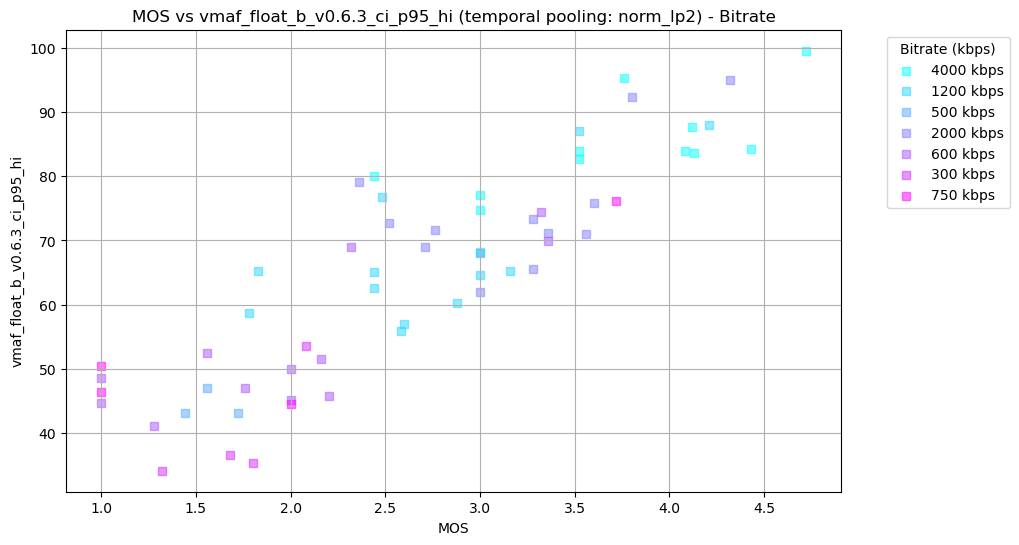 MOS vs vmaf_float_b_v0.6.3_ci_p95_hi (temporal pooling: norm_lp2) - Bitrate
vmaf_float_b_v0.6.3_ci_p95_hi
100
90
80
70
60
50
40
1.0 1.5 2.0 2.5 3.0 3.5 4.0 4.5
MOS
Bitrate (kbps)
4000 kbps
1200 kbps
500 kbps
2000 kbps
600 kbps
300 kbps
750 kbps